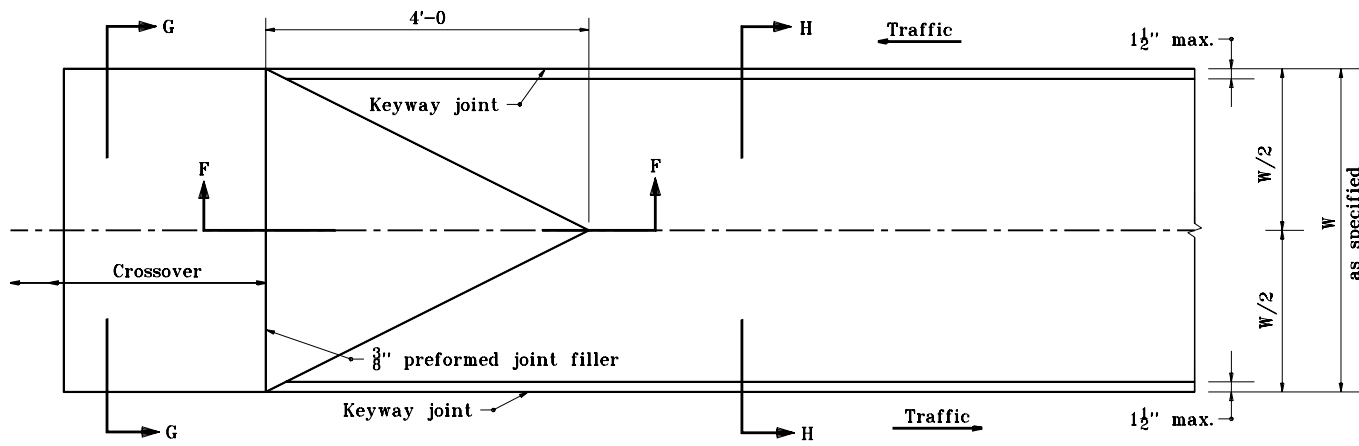 4'-0
G
H
Traffic
1½" max.
Keyway joint
F
F
W/2
W
as specified
Crossover
W/2
⅜" preformed joint filler
Keyway joint
Traffic
1½" max.
G
H